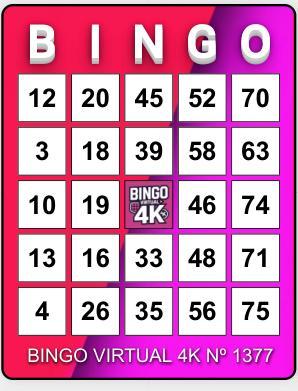 B I N G O
12 20 45 52 70
3 18 39 58 63
10 19 BINGO VIRTUAL 4K 46 74
13 16 33 48 71
4 26 35 56 75
BINGO VIRTUAL 4K Nº 1377